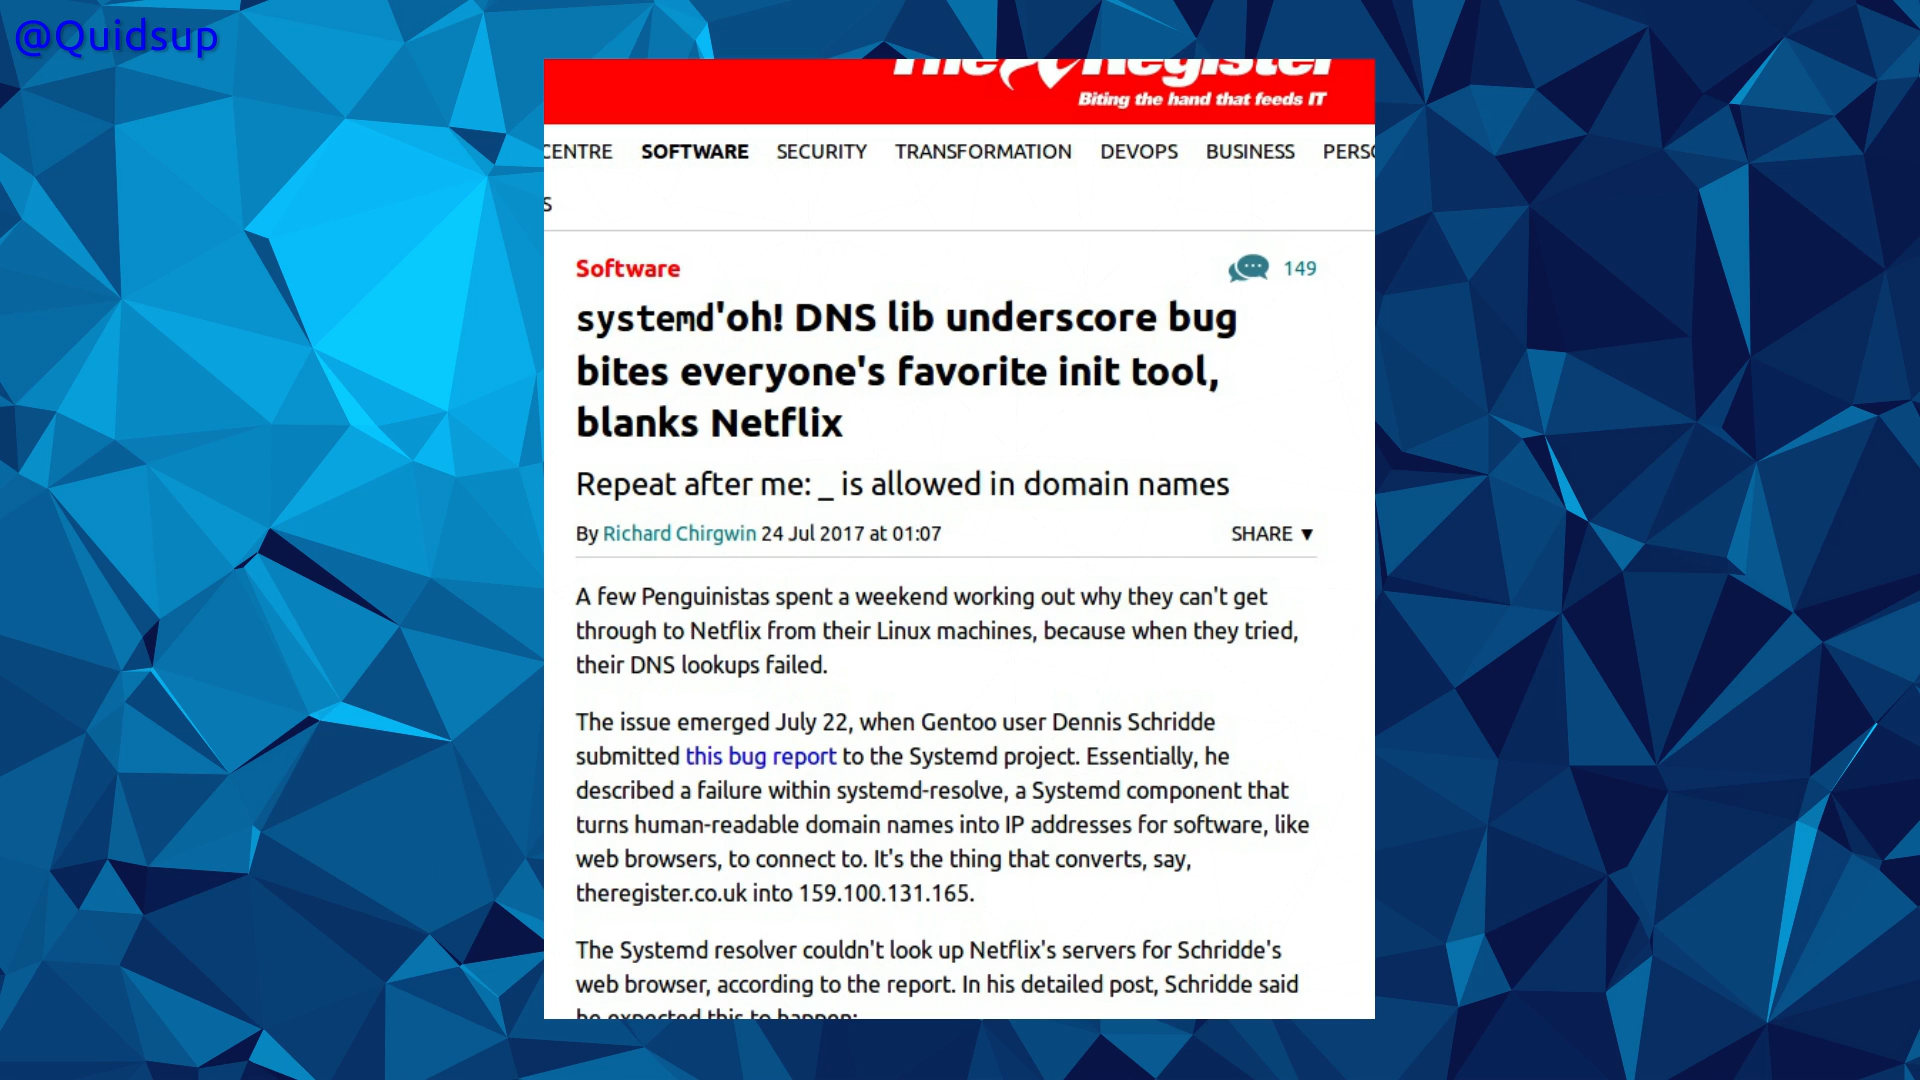 @Quidsup
The Register
Biting the hand that feeds IT
CENTRE SOFTWARE SECURITY TRANSFORMATION DEVOPS BUSINESS PERSO
S
Software 149
systemd'oh! DNS lib underscore bug
bites everyone's favorite init tool,
blanks Netflix
Repeat after me: _ is allowed in domain names
By Richard Chirgwin 24 Jul 2017 at 01:07 SHARE ▼
A few Penguinistas spent a weekend working out why they can't get
through to Netflix from their Linux machines, because when they tried,
their DNS lookups failed.
The issue emerged July 22, when Gentoo user Dennis Schridde
submitted this bug report to the Systemd project. Essentially, he
described a failure within systemd-resolve, a Systemd component that
turns human-readable domain names into IP addresses for software, like
web browsers, to connect to. It's the thing that converts, say,
theregister.co.uk into 159.100.131.165.
The Systemd resolver couldn't look up Netflix's servers for Schridde's
web browser, according to the report. In his detailed post, Schridde said
he expected this to happen: